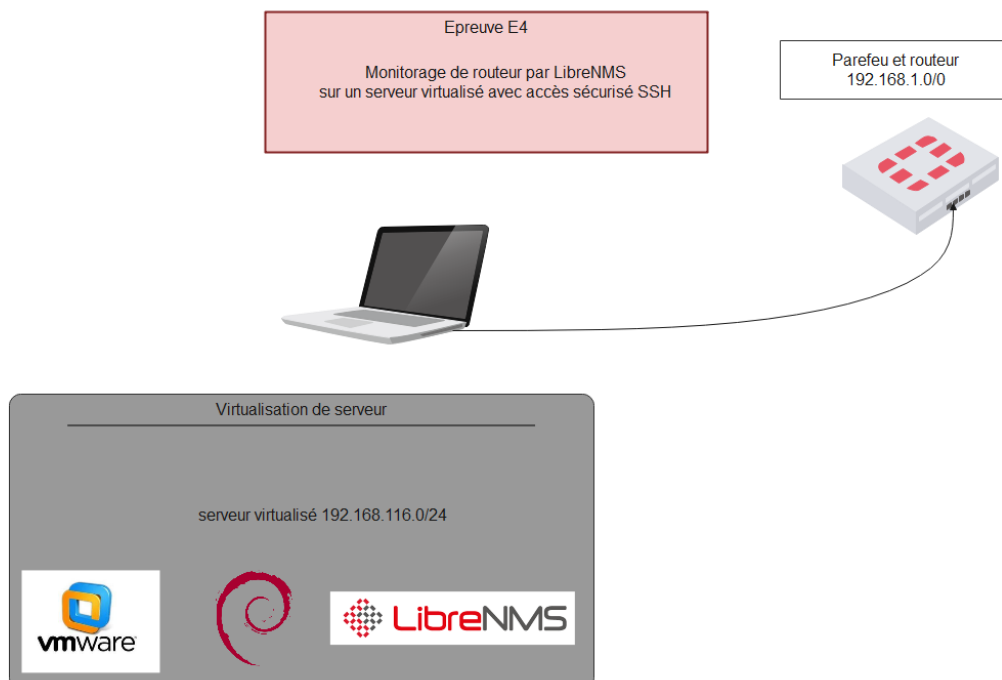 Epreuve E4
Monitorage de routeur par LibreNMS
sur un serveur virtualisé avec accès sécurisé SSH
Parefeu et routeur
192.168.1.0/0
Virtualisation de serveur
serveur virtualisé 192.168.116.0/24
vmware
LibreNMS